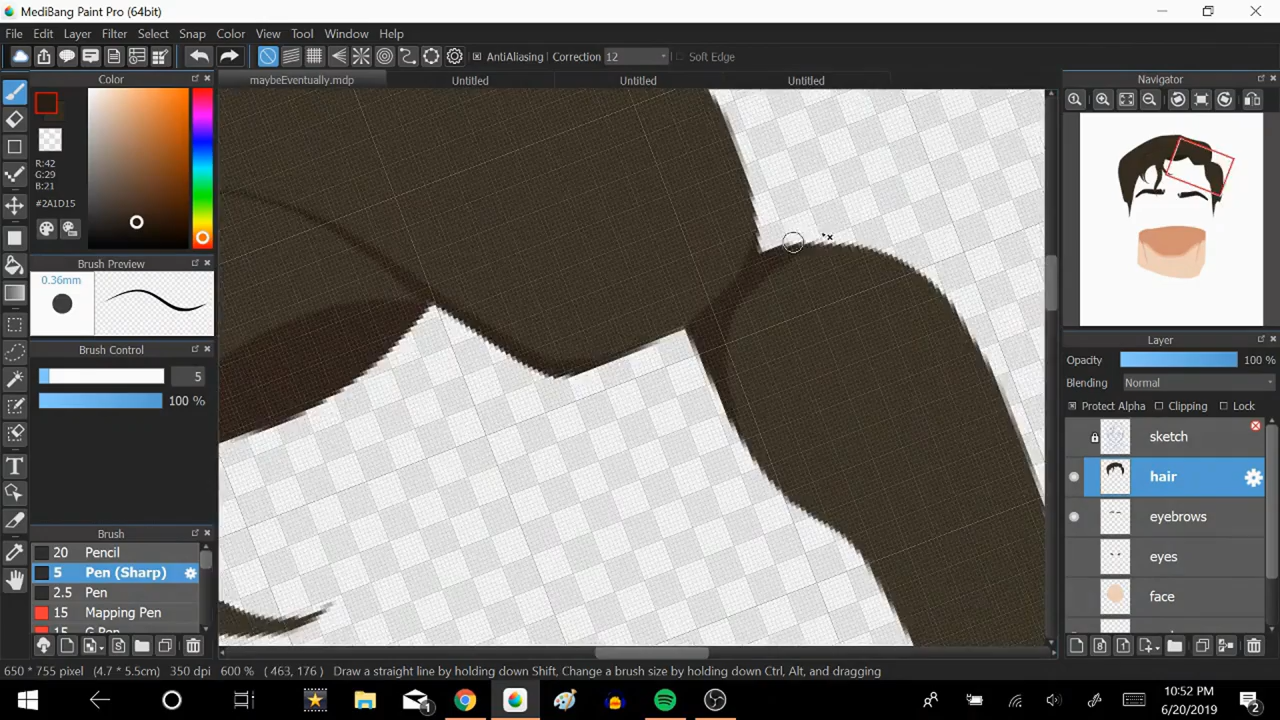 MediBang Paint Pro (64bit)
File Edit Layer Filter Select Snap Color View Tool Window Help
AntiAliasing Correction 12 Soft Edge
Color
maybeEventually.mdp Untitled Untitled Untitled
Navigator
R:42
G:29
B:21
#2A1D15
Brush Preview
0.36mm
Brush Control
5
100 %
Layer
Opacity 100 %
Blending Normal
Protect Alpha Clipping Lock
sketch
hair
eyebrows
eyes
face
Brush
20 Pencil
5 Pen (Sharp)
2.5 Pen
15 Mapping Pen
15 G Pen
650 * 755 pixel (4.7 * 5.5cm) 350 dpi 600 % ( 463, 176 ) Draw a straight line by holding down Shift, Change a brush size by holding down Ctrl, Alt, and dragging
1
10:52 PM
6/20/2019
2